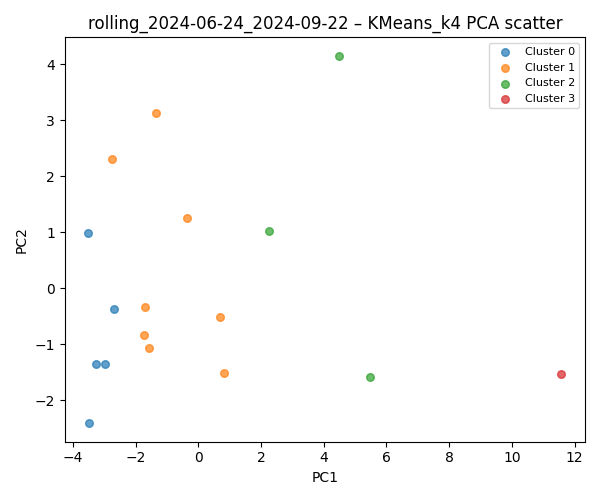 rolling_2024-06-24_2024-09-22 – KMeans_k4 PCA scatter
Cluster 0
Cluster 1
Cluster 2
Cluster 3
PC2
4
3
2
1
0
−1
−2
−4
−2
0
2
4
6
8
10
12
PC1